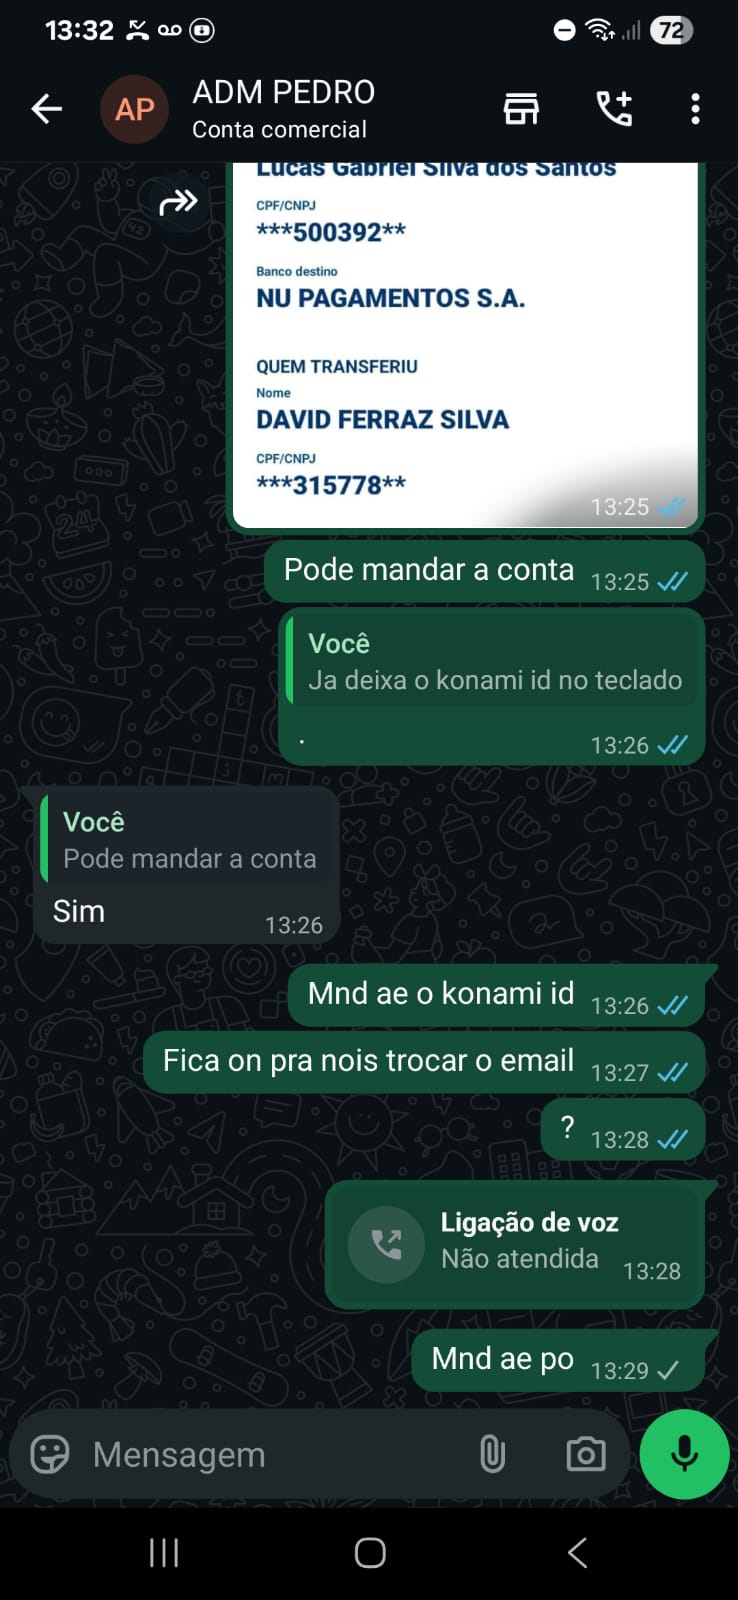 13:32
72
AP
ADM PEDRO
Conta comercial
Lucas Gabriel Silva dos Santos
CPF/CNPJ
***500392**
Banco destino
NU PAGAMENTOS S.A.
QUEM TRANSFERIU
Nome
DAVID FERRAZ SILVA
CPF/CNPJ
***315778**
13:25
Pode mandar a conta 13:25
Você
Ja deixa o konami id no teclado
. 13:26
Você
Pode mandar a conta
Sim 13:26
Mnd ae o konami id 13:26
Fica on pra nois trocar o email 13:27
? 13:28
Ligação de voz
Não atendida 13:28
Mnd ae po 13:29
Mensagem